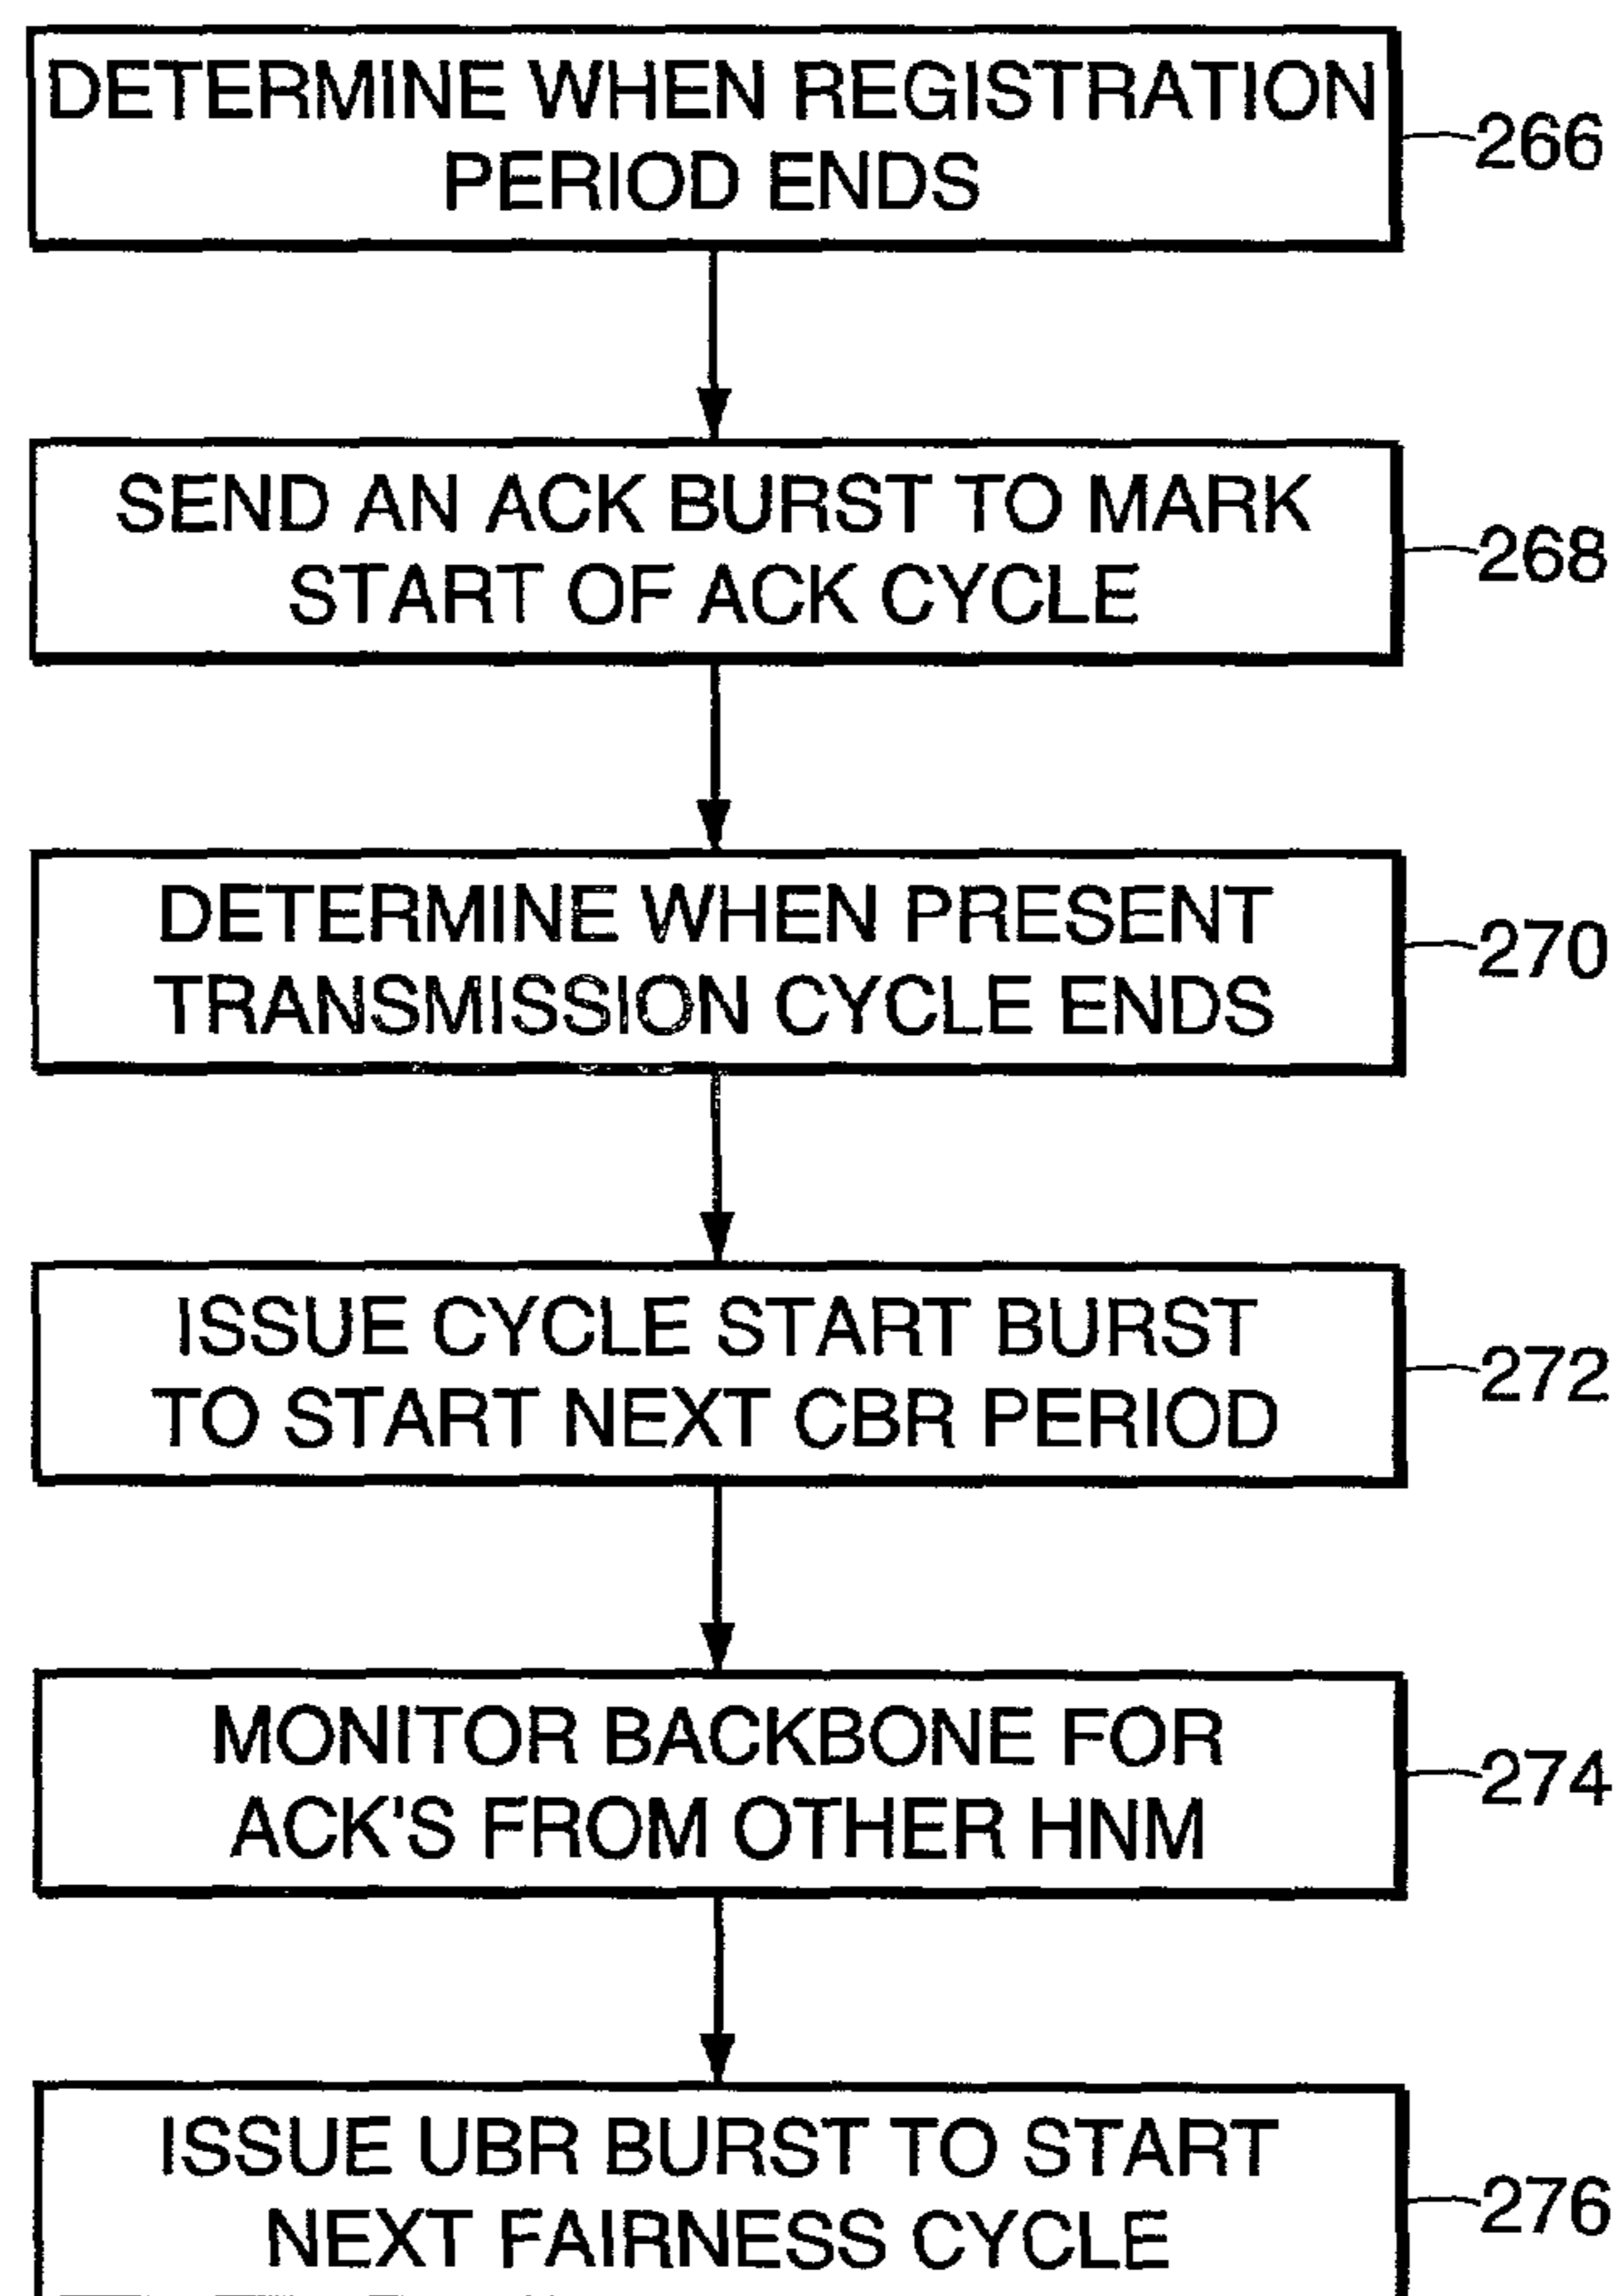 DETERMINE WHEN REGISTRATION
PERIOD ENDS
266
SEND AN ACK BURST TO MARK
START OF ACK CYCLE
268
DETERMINE WHEN PRESENT
TRANSMISSION CYCLE ENDS
270
ISSUE CYCLE START BURST
TO START NEXT CBR PERIOD
272
MONITOR BACKBONE FOR
ACK'S FROM OTHER HNM
274
ISSUE UBR BURST TO START
NEXT FAIRNESS CYCLE
276